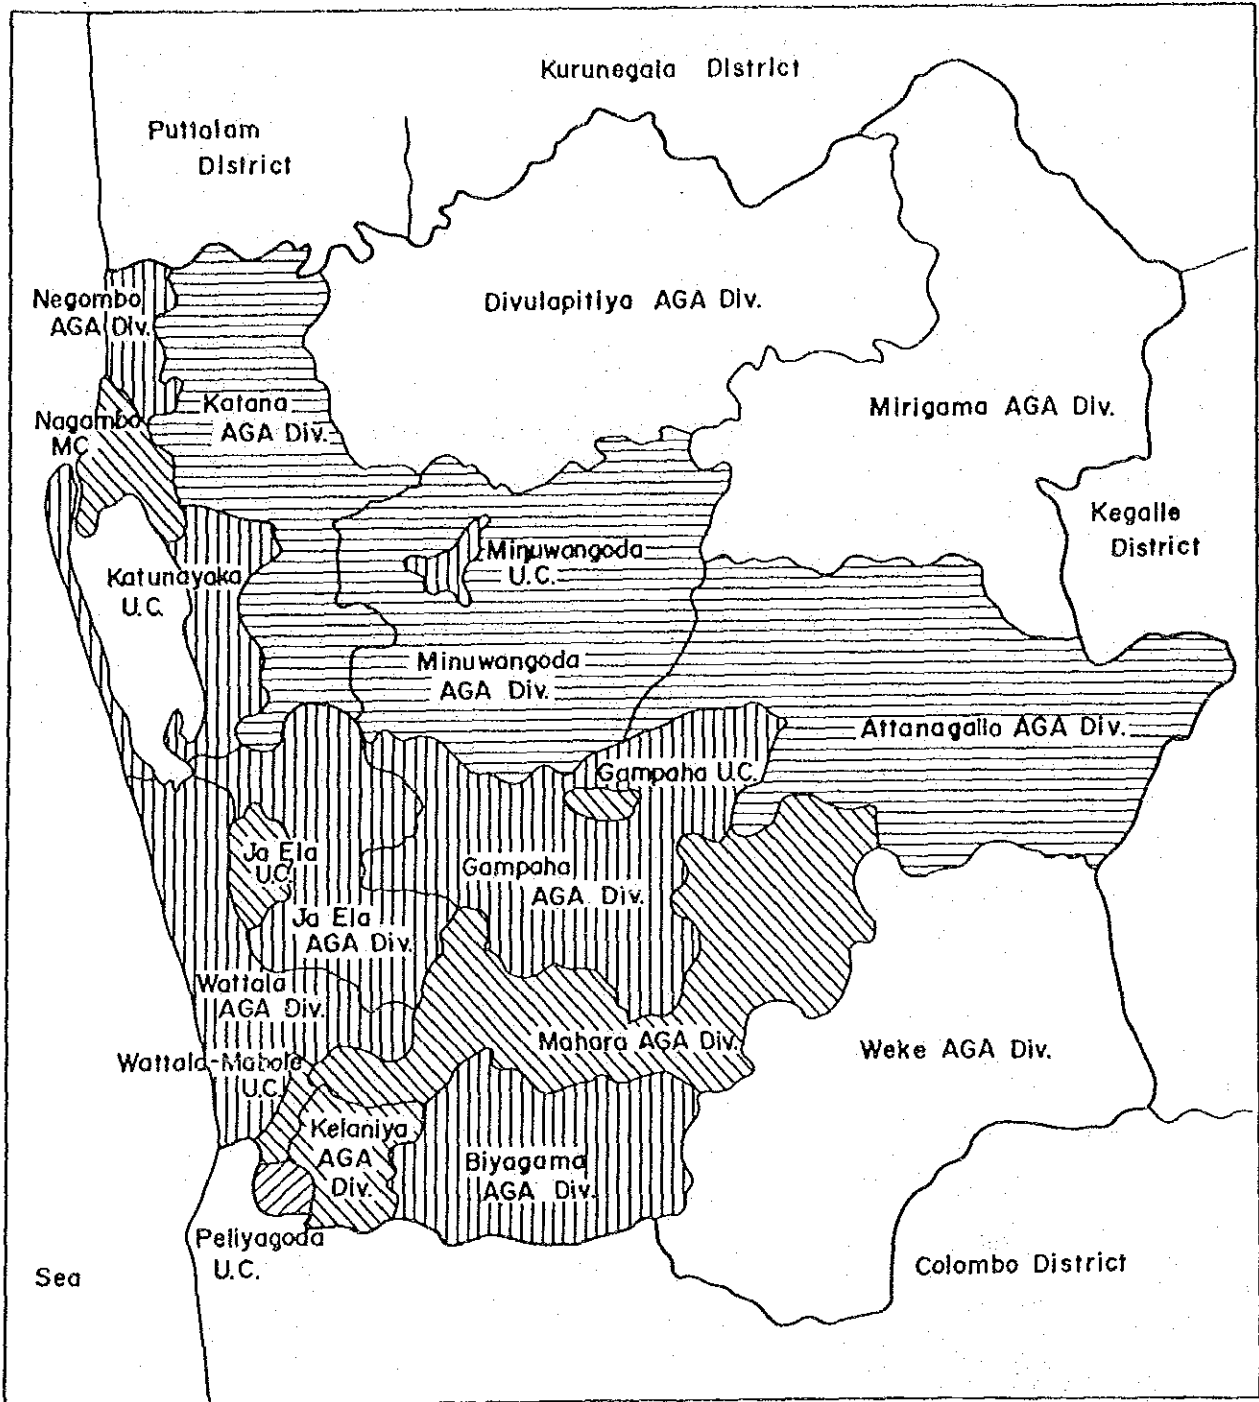 Kurunegala District
Puttalam
District
Negombo
AGA Div.
Divulapitiya AGA Div.
Katana
AGA Div.
Mirigama AGA Div.
Nagambo
MC
Kegalle
District
Minuwangoda
U.C.
Katunayaka
U.C.
Minuwangoda
AGA Div.
Attanagalla AGA Div.
Gampaha U.C.
Ja Ela
U.C.
Gampaha
AGA Div.
Ja Ela
AGA Div.
Wattala
AGA Div.
Mahara AGA Div.
Weke AGA Div.
Wattala-Mabole
U.C.
Kelaniya
AGA
Div.
Biyagama
AGA Div.
Peliyagoda
U.C.
Sea
Colombo District